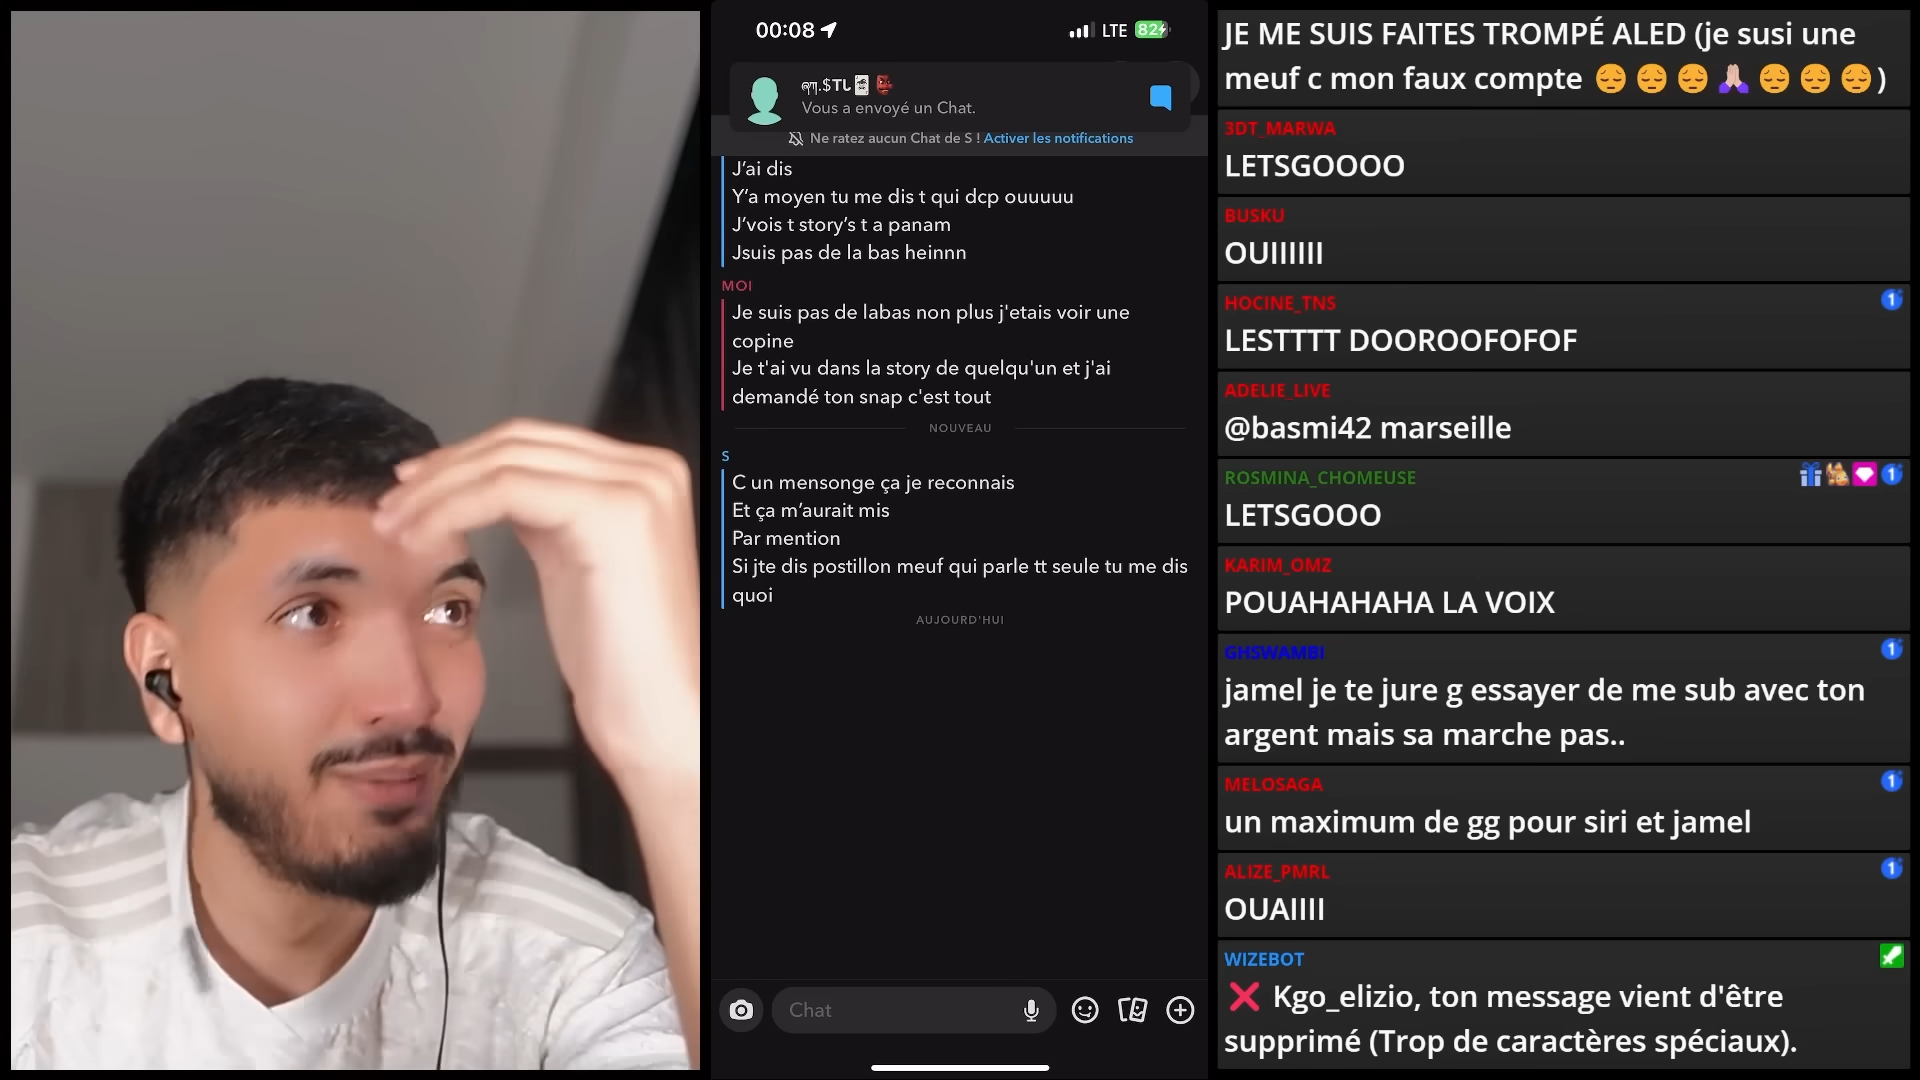 00:08
LTE
82
.$TL
Vous a envoyé un Chat.
Ne ratez aucun Chat de S ! Activer les notifications
J’ai dis
Y’a moyen tu me dis t qui dcp ouuuuu
J’vois t story’s t a panam
Jsuis pas de la bas heinnn
MOI
Je suis pas de labas non plus j'etais voir une
copine
Je t'ai vu dans la story de quelqu'un et j'ai
demandé ton snap c'est tout
NOUVEAU
S
C un mensonge ça je reconnais
Et ça m’aurait mis
Par mention
Si jte dis postillon meuf qui parle tt seule tu me dis
quoi
AUJOURD'HUI
Chat
JE ME SUIS FAITES TROMPÉ ALED (je susi une
meuf c mon faux compte 😔 😔 😔 🙏🏻 😔 😔 😔 )
3DT_MARWA
LETSGOOOO
BUSKU
OUIIIIII
HOCINE_TNS
1
LESTTTT DOOROOFOFOF
ADELIE_LIVE
@basmi42 marseille
ROSMINA_CHOMEUSE
1
LETSGOOO
KARIM_OMZ
POUAHAHAHA LA VOIX
GHSWAMBI
1
jamel je te jure g essayer de me sub avec ton
argent mais sa marche pas..
MELOSAGA
1
un maximum de gg pour siri et jamel
ALIZE_PMRL
1
OUAIIII
WIZEBOT
❌ Kgo_elizio, ton message vient d'être
supprimé (Trop de caractères spéciaux).